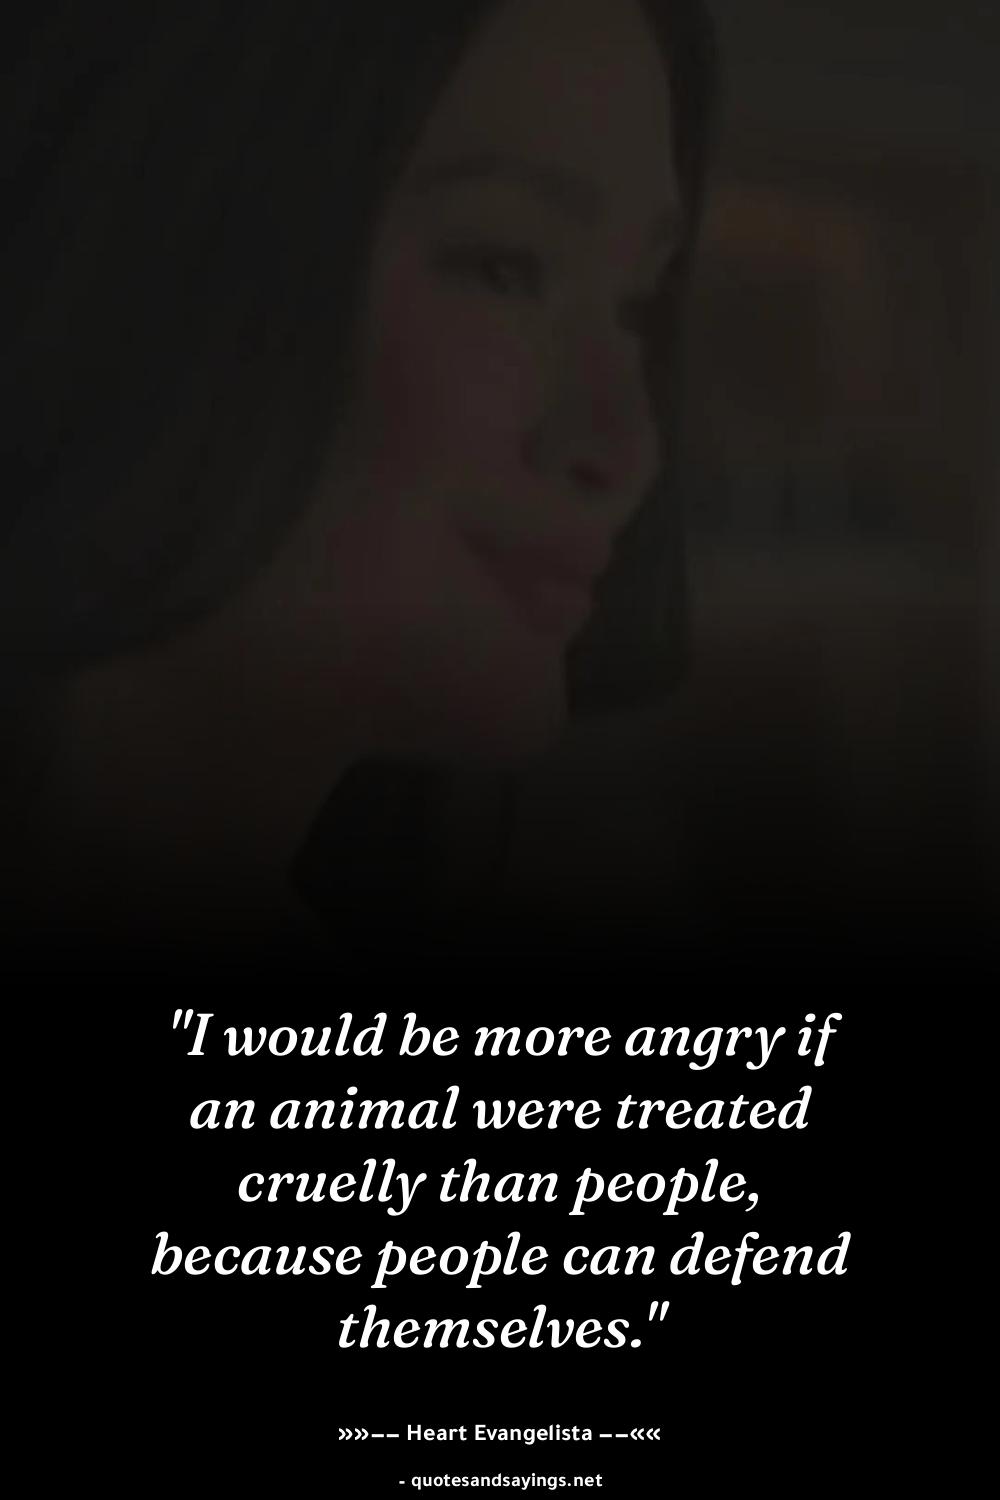 "I would be more angry if
an animal were treated
cruelly than people,
because people can defend
themselves."
»»−− Heart Evangelista −−««
- quotesandsayings.net